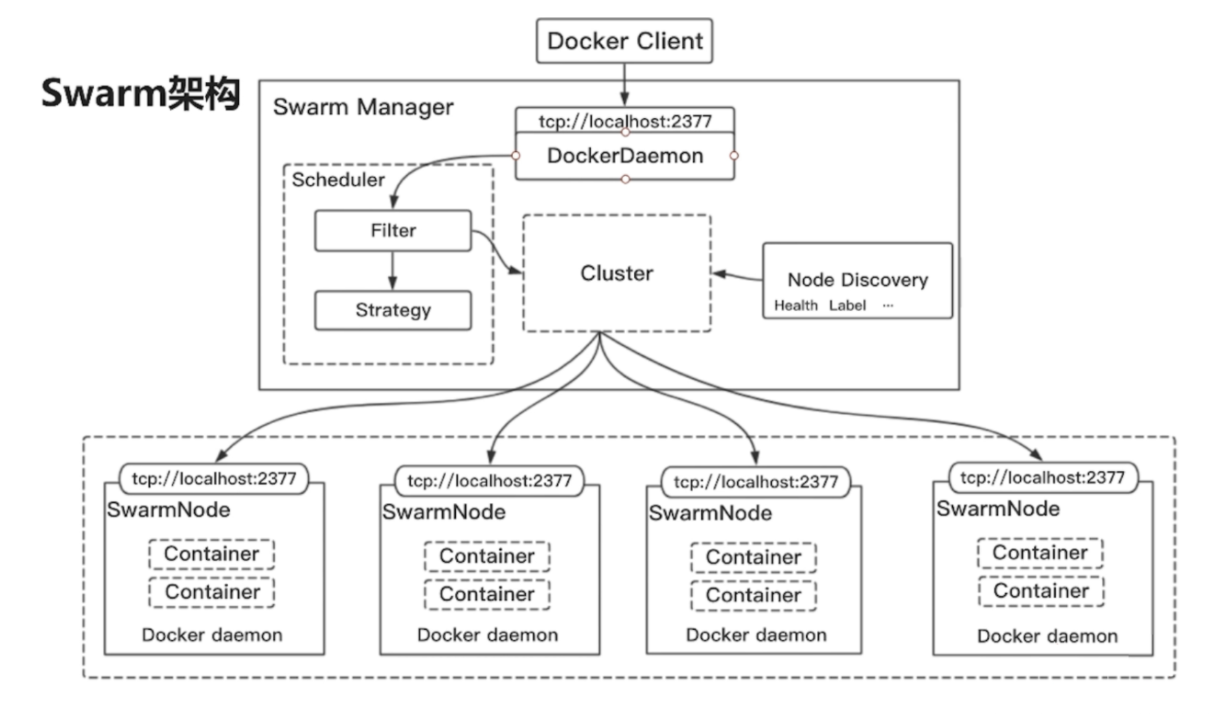 Docker Client
Swarm架构
Swarm Manager
tcp://localhost:2377
DockerDaemon
Scheduler
Filter
Strategy
Cluster
Node Discovery
Health Label ···
tcp://localhost:2377
SwarmNode
Container
Container
Docker daemon
tcp://localhost:2377
SwarmNode
Container
Container
Docker daemon
tcp://localhost:2377
SwarmNode
Container
Container
Docker daemon
tcp://localhost:2377
SwarmNode
Container
Container
Docker daemon